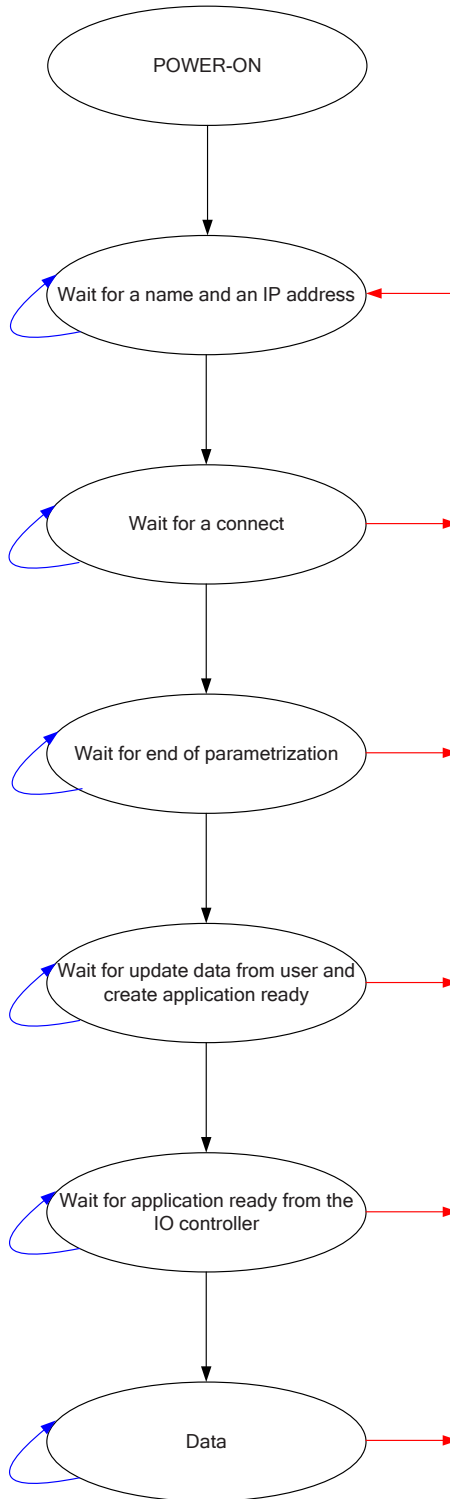 POWER-ON
Wait for a name and an IP address
Wait for a connect
Wait for end of parametrization
Wait for update data from user and
create application ready
Wait for application ready from the
IO controller
Data